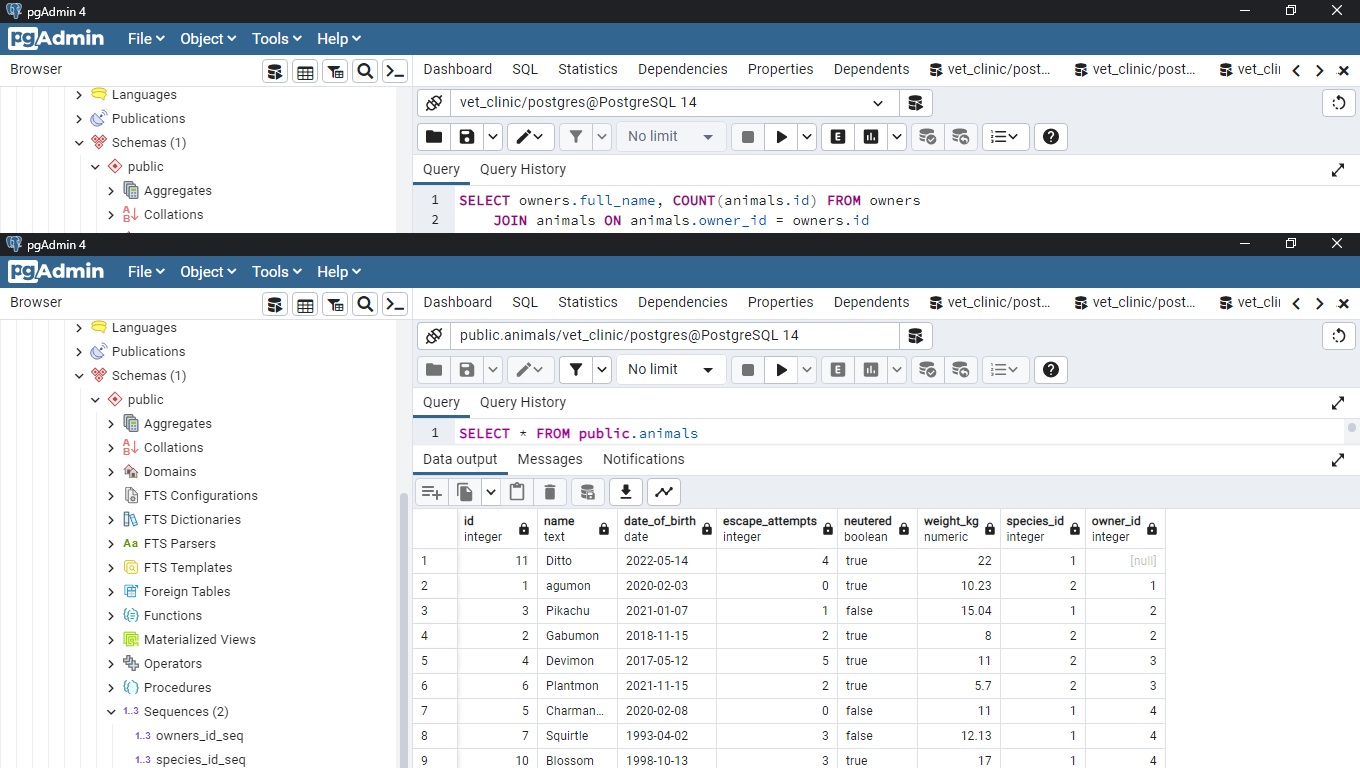 pgAdmin 4
pgAdmin File Object Tools Help
Browser Dashboard SQL Statistics Dependencies Properties Dependents vet_clinic/post... vet_clinic/post... vet_cli
Languages
vet_clinic/postgres@PostgreSQL 14
Publications
Schemas (1)
No limit E
public
Query Query History
Aggregates
1 SELECT owners.full_name, COUNT(animals.id) FROM owners
Collations
2 JOIN animals ON animals.owner_id = owners.id
pgAdmin 4
pgAdmin File Object Tools Help
Browser Dashboard SQL Statistics Dependencies Properties Dependents vet_clinic/post... vet_clinic/post... vet_cli
Languages
public.animals/vet_clinic/postgres@PostgreSQL 14
Publications
Schemas (1)
No limit E
public
Query Query History
Aggregates
1 SELECT * FROM public.animals
Collations
Data output Messages Notifications
Domains
FTS Configurations
FTS Dictionaries
Aa FTS Parsers
FTS Templates
Foreign Tables
Functions
Materialized Views
Operators
Procedures
1..3 Sequences (2)
1..3 owners_id_seq
1..3 species_id_seq
id name date_of_birth escape_attempts neutered weight_kg species_id owner_id
integer text date integer boolean numeric integer integer
1 11 Ditto 2022-05-14 4 true 22 1 [null]
2 1 agumon 2020-02-03 0 true 10.23 2 1
3 3 Pikachu 2021-01-07 1 false 15.04 1 2
4 2 Gabumon 2018-11-15 2 true 8 2 2
5 4 Devimon 2017-05-12 5 true 11 2 3
6 6 Plantmon 2021-11-15 2 true 5.7 2 3
7 5 Charman... 2020-02-08 0 false 11 1 4
8 7 Squirtle 1993-04-02 3 false 12.13 1 4
9 10 Blossom 1998-10-13 3 true 17 1 4